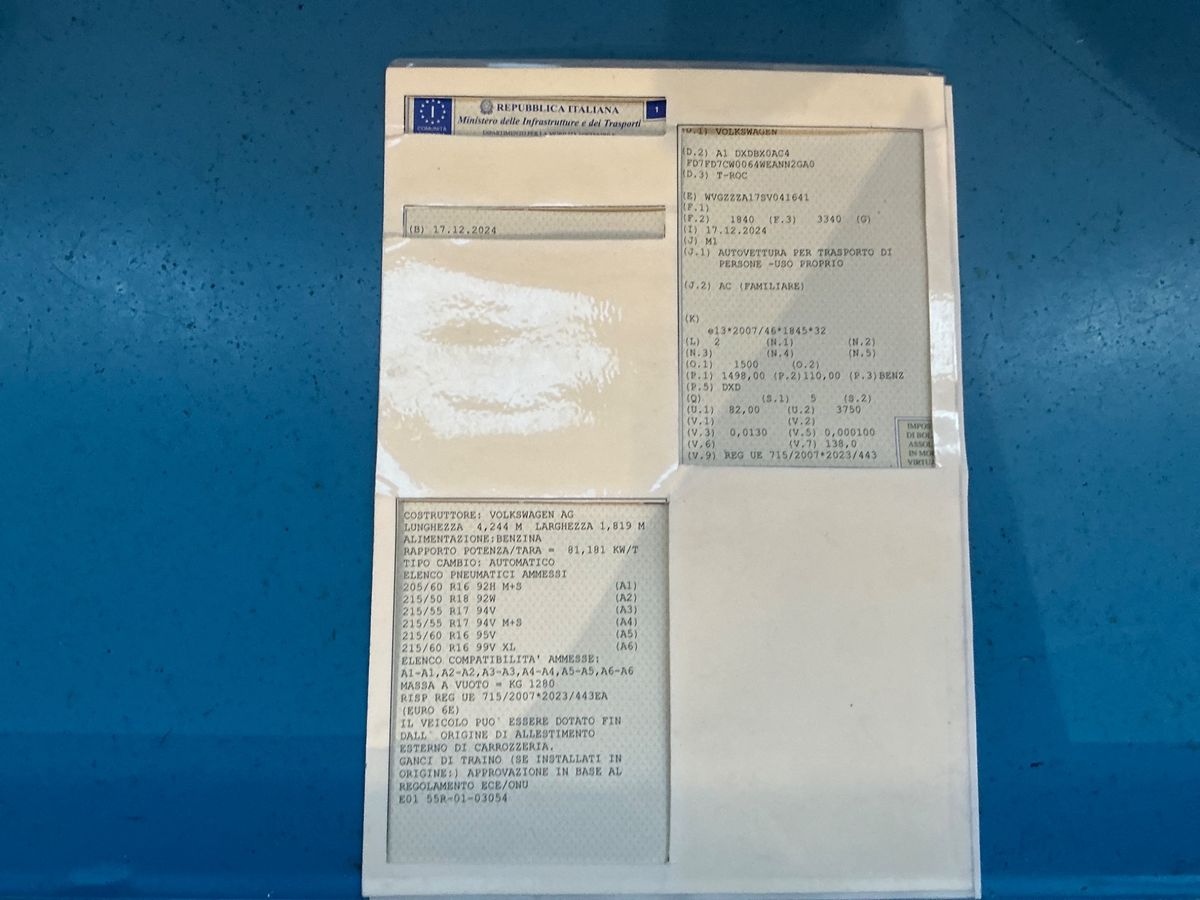 I
COMUNITÀ
REPUBBLICA ITALIANA
1
Ministero delle Infrastrutture e dei Trasporti
(B) 17.12.2024
(D.1) VOLKSWAGEN
(D.2) A1 DXDBX0AC4
FD7FD7CW0064WEANN2GA0
(D.3) T-ROC
(E) WVGZZZA17SV041641
(F.1)
(F.2) 1840 (F.3) 3340 (G)
(I) 17.12.2024
(J) M1
(J.1) AUTOVETTURA PER TRASPORTO DI
PERSONE -USO PROPRIO
(J.2) AC (FAMILIARE)
(K)
e13*2007/46*1845*32
(L) 2 (N.1) (N.2)
(N.3) (N.4) (N.5)
(O.1) 1500 (O.2)
(P.1) 1498,00 (P.2)110,00 (P.3)BENZ
(P.5) DXD
(Q) (S.1) 5 (S.2)
(U.1) 82,00 (U.2) 3750
(V.1) (V.2)
(V.3) 0,0130 (V.5) 0,000100
(V.6) (V.7) 138,0
(V.9) REG UE 715/2007*2023/443
IMPOS
DI BOL
ASSOL
IN MO
VIRTUA
COSTRUTTORE: VOLKSWAGEN AG
LUNGHEZZA 4,244 M LARGHEZZA 1,819 M
ALIMENTAZIONE:BENZINA
RAPPORTO POTENZA/TARA = 81,181 KW/T
TIPO CAMBIO: AUTOMATICO
ELENCO PNEUMATICI AMMESSI
205/60 R16 92H M+S (A1)
215/50 R18 92W (A2)
215/55 R17 94V (A3)
215/55 R17 94V M+S (A4)
215/60 R16 95V (A5)
215/60 R16 99V XL (A6)
ELENCO COMPATIBILITA' AMMESSE:
A1-A1,A2-A2,A3-A3,A4-A4,A5-A5,A6-A6
MASSA A VUOTO = KG 1280
RISP REG UE 715/2007*2023/443EA
(EURO 6E)
IL VEICOLO PUO` ESSERE DOTATO FIN
DALL` ORIGINE DI ALLESTIMENTO
ESTERNO DI CARROZZERIA.
GANCI DI TRAINO (SE INSTALLATI IN
ORIGINE:) APPROVAZIONE IN BASE AL
REGOLAMENTO ECE/ONU
E01 55R-01-03054